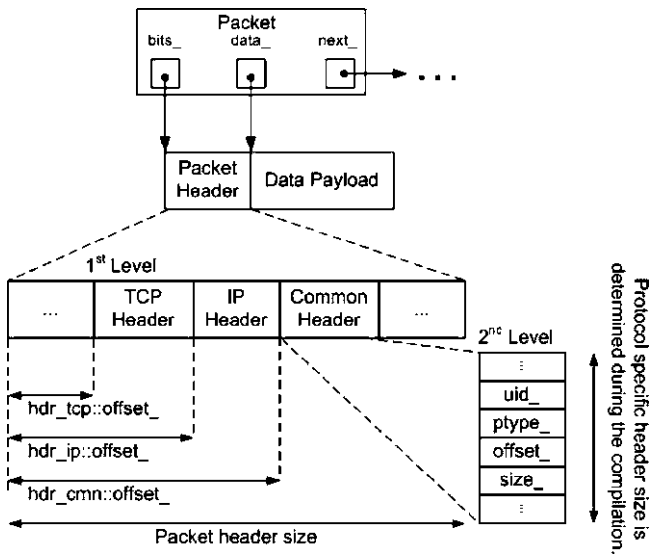 Packet
bits_ data_ next_
...
Packet
Header
Data Payload
1st Level
...
TCP
Header
IP
Header
Common
Header
...
2nd Level
⋮
uid_
ptype_
offset_
size_
⋮
hdr_tcp::offset_
hdr_ip::offset_
hdr_cmn::offset_
Packet header size
Protocol specific header size is
determined during the compilation.